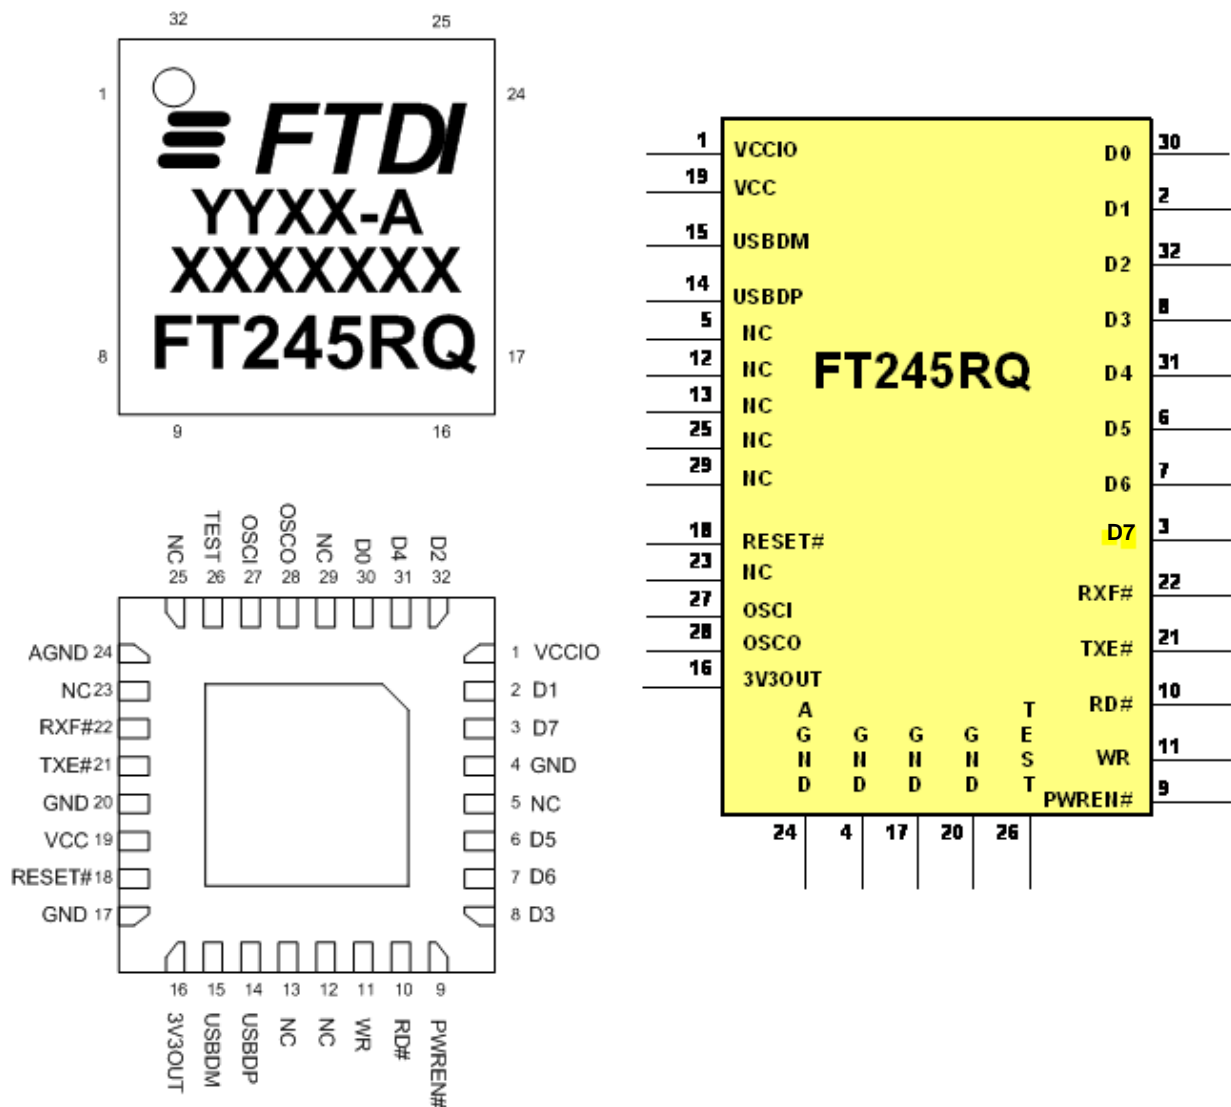 32 25
1 24
FTDI
YYXX-A
XXXXXXX
FT245RQ
8 17
9 16
NC TEST OSCI OSCO NC D0 D4 D2
25 26 27 28 29 30 31 32
AGND 24 1 VCCIO
NC 23 2 D1
RXF# 22 3 D7
TXE# 21 4 GND
GND 20 5 NC
VCC 19 6 D5
RESET# 18 7 D6
GND 17 8 D3
16 15 14 13 12 11 10 9
3V3OUT USBDM USBDP NC NC WR RD# PWREN#
FT245RQ
1 VCCIO
19 VCC
15 USBDM
14 USBDP
5 NC
12 NC
13 NC
25 NC
29 NC
18 RESET#
23 NC
27 OSCI
28 OSCO
16 3V3OUT
D0 30
D1 2
D2 32
D3 8
D4 31
D5 6
D6 7
D7 3
RXF# 22
TXE# 21
RD# 10
WR 11
PWREN# 9
AGND GND GND GND TEST
24 4 17 20 26